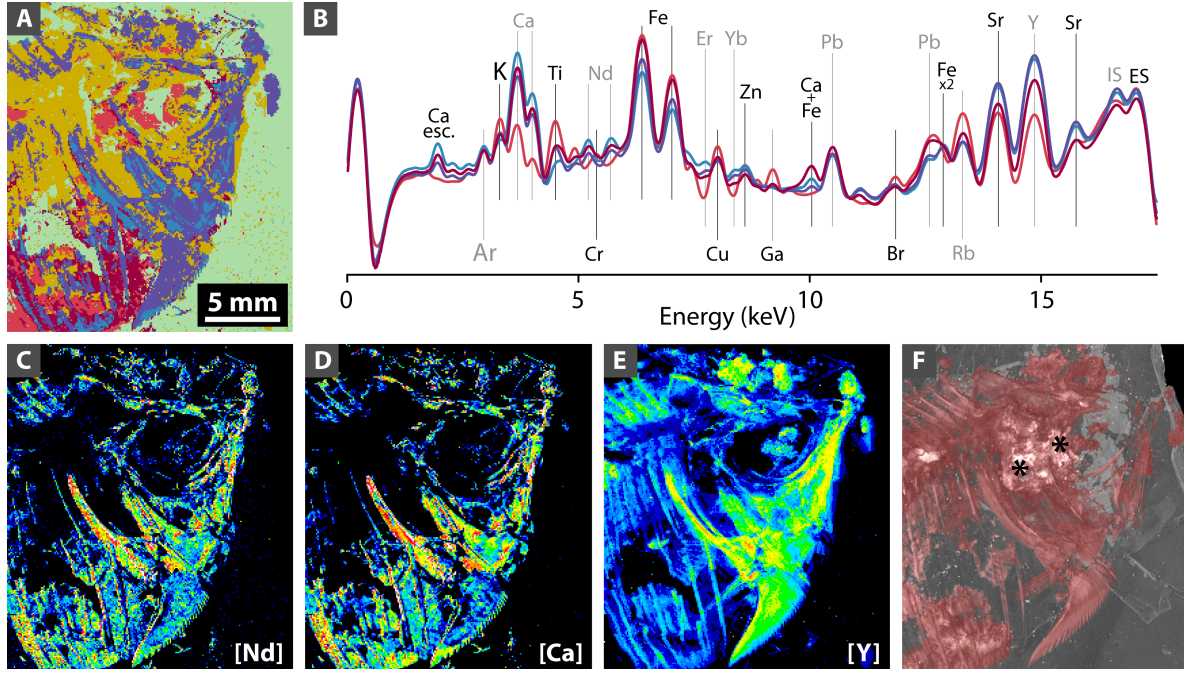 A
5 mm
B
Ca
esc.
Ar
K
Ca
Ti
Nd
Cr
Fe
Er
Yb
Cu
Zn
Ga
Ca
+
Fe
Pb
Br
Pb
Fe
x2
Rb
Sr
Y
Sr
IS
ES
0
5
10
15
Energy (keV)
C
[Nd]
D
[Ca]
E
[Y]
F
*
*